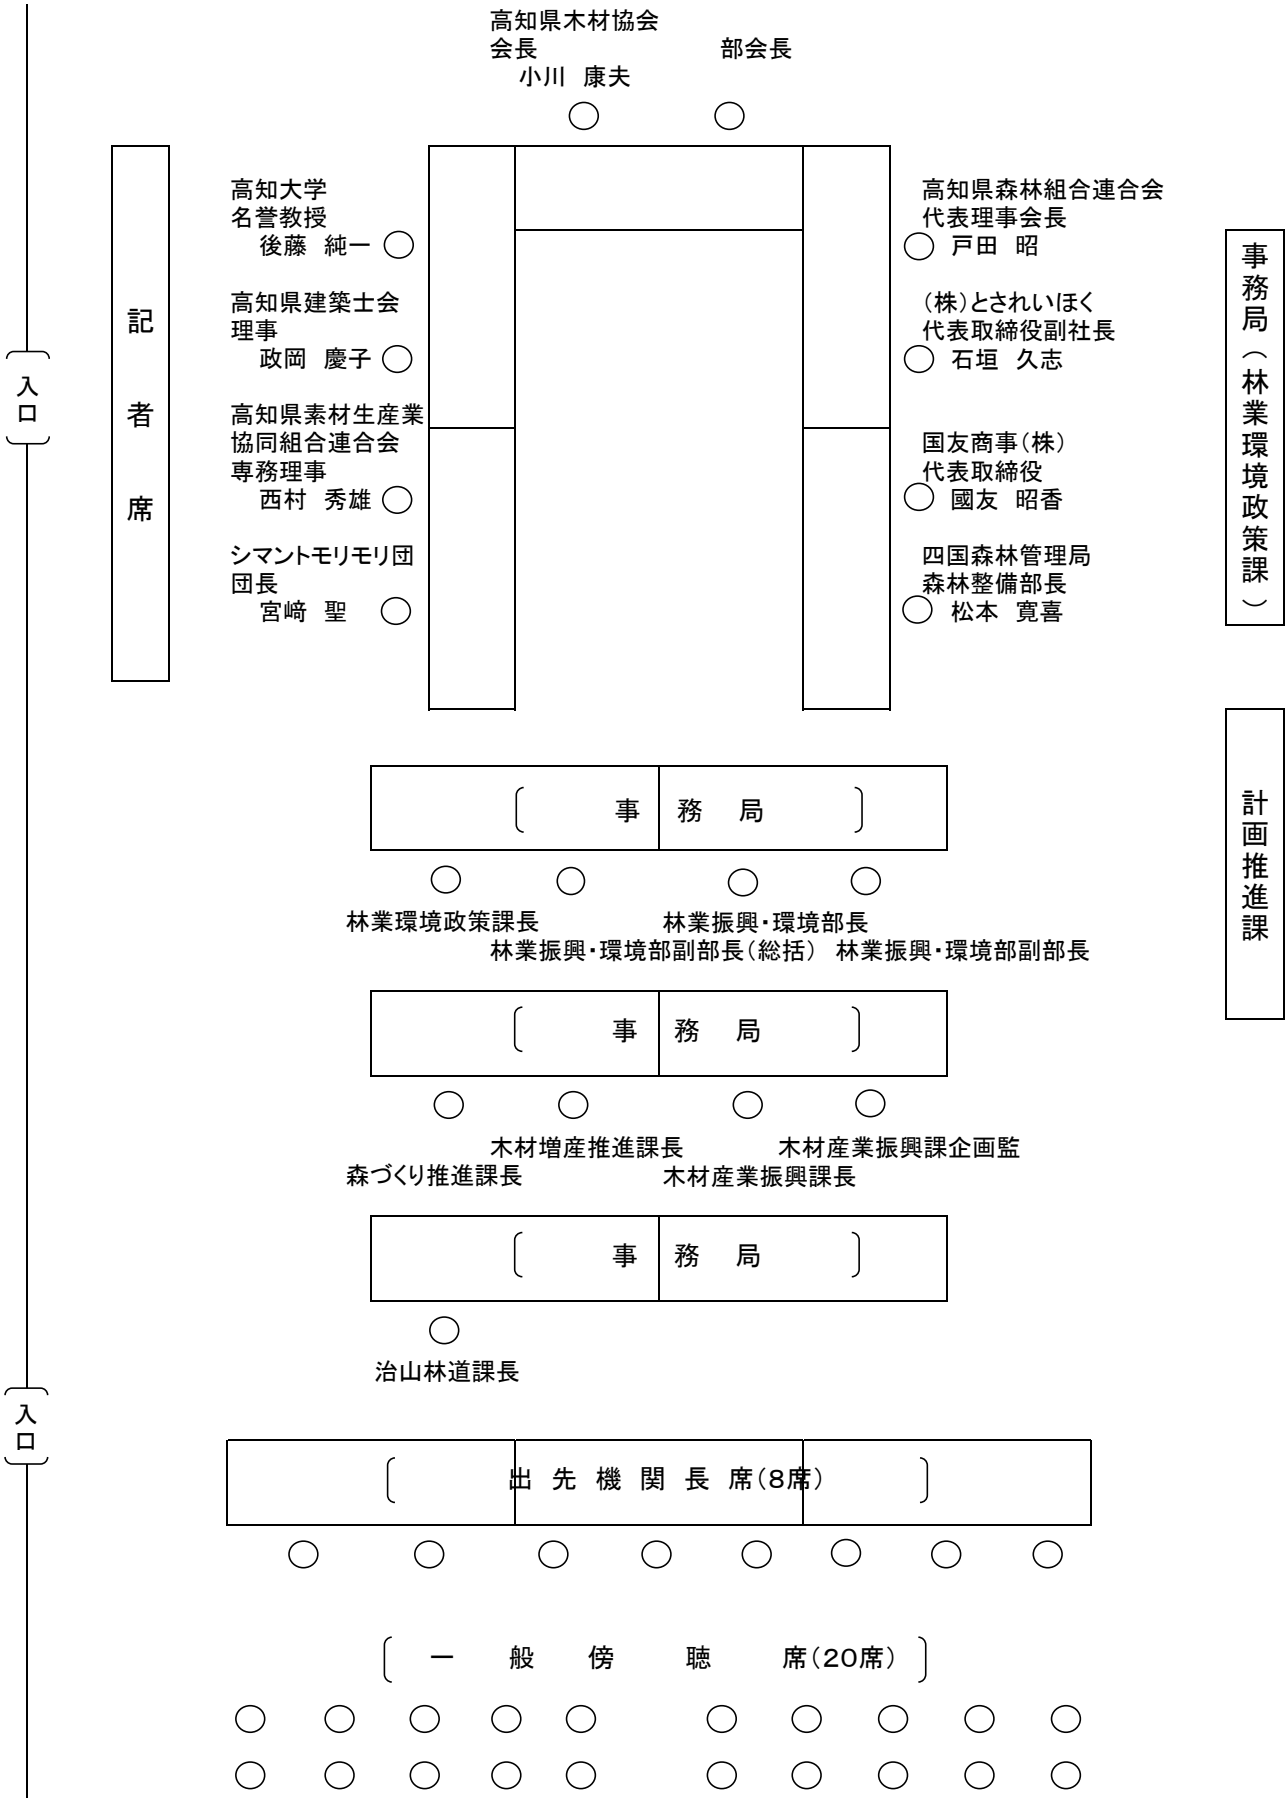 高知県木材協会
会長
小川 康夫
部会長
記者席
入口
高知大学
名誉教授
後藤 純一
高知県建築士会
理事
政岡 慶子
高知県素材生産業
協同組合連合会
専務理事
西村 秀雄
シマントモリモリ団
団長
宮﨑 聖
高知県森林組合連合会
代表理事会長
戸田 昭
(株)とされいほく
代表取締役副社長
石垣 久志
国友商事(株)
代表取締役
國友 昭香
四国森林管理局
森林整備部長
松本 寛喜
事務局(林業環境政策課)
計画推進課
事務局
林業環境政策課長
林業振興・環境部長
林業振興・環境部副部長(総括)
林業振興・環境部副部長
事務局
木材増産推進課長
木材産業振興課企画監
森づくり推進課長
木材産業振興課長
事務局
治山林道課長
入口
出先機関長席(8席)
一般傍聴席(20席)